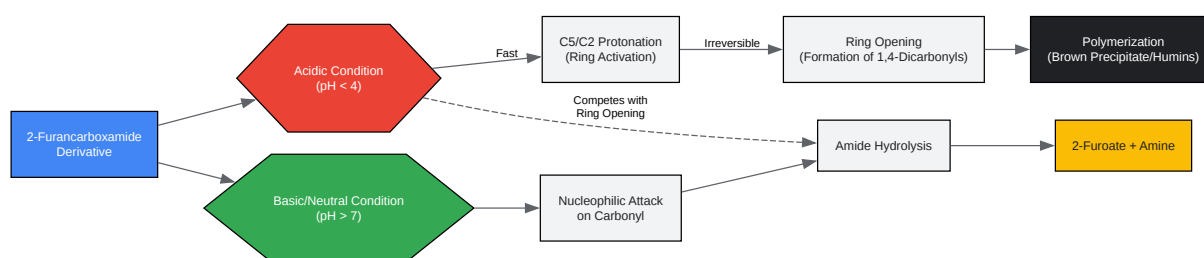 2-Furancarboxamide
Derivative
Acidic Condition
(pH < 4)
Fast
C5/C2 Protonation
(Ring Activation)
Irreversible
Ring Opening
(Formation of 1,4-Dicarbonyls)
Polymerization
(Brown Precipitate/Humins)
Competes with
Ring Opening
Amide Hydrolysis
2-Furoate + Amine
Basic/Neutral Condition
(pH > 7)
Nucleophilic Attack
on Carbonyl